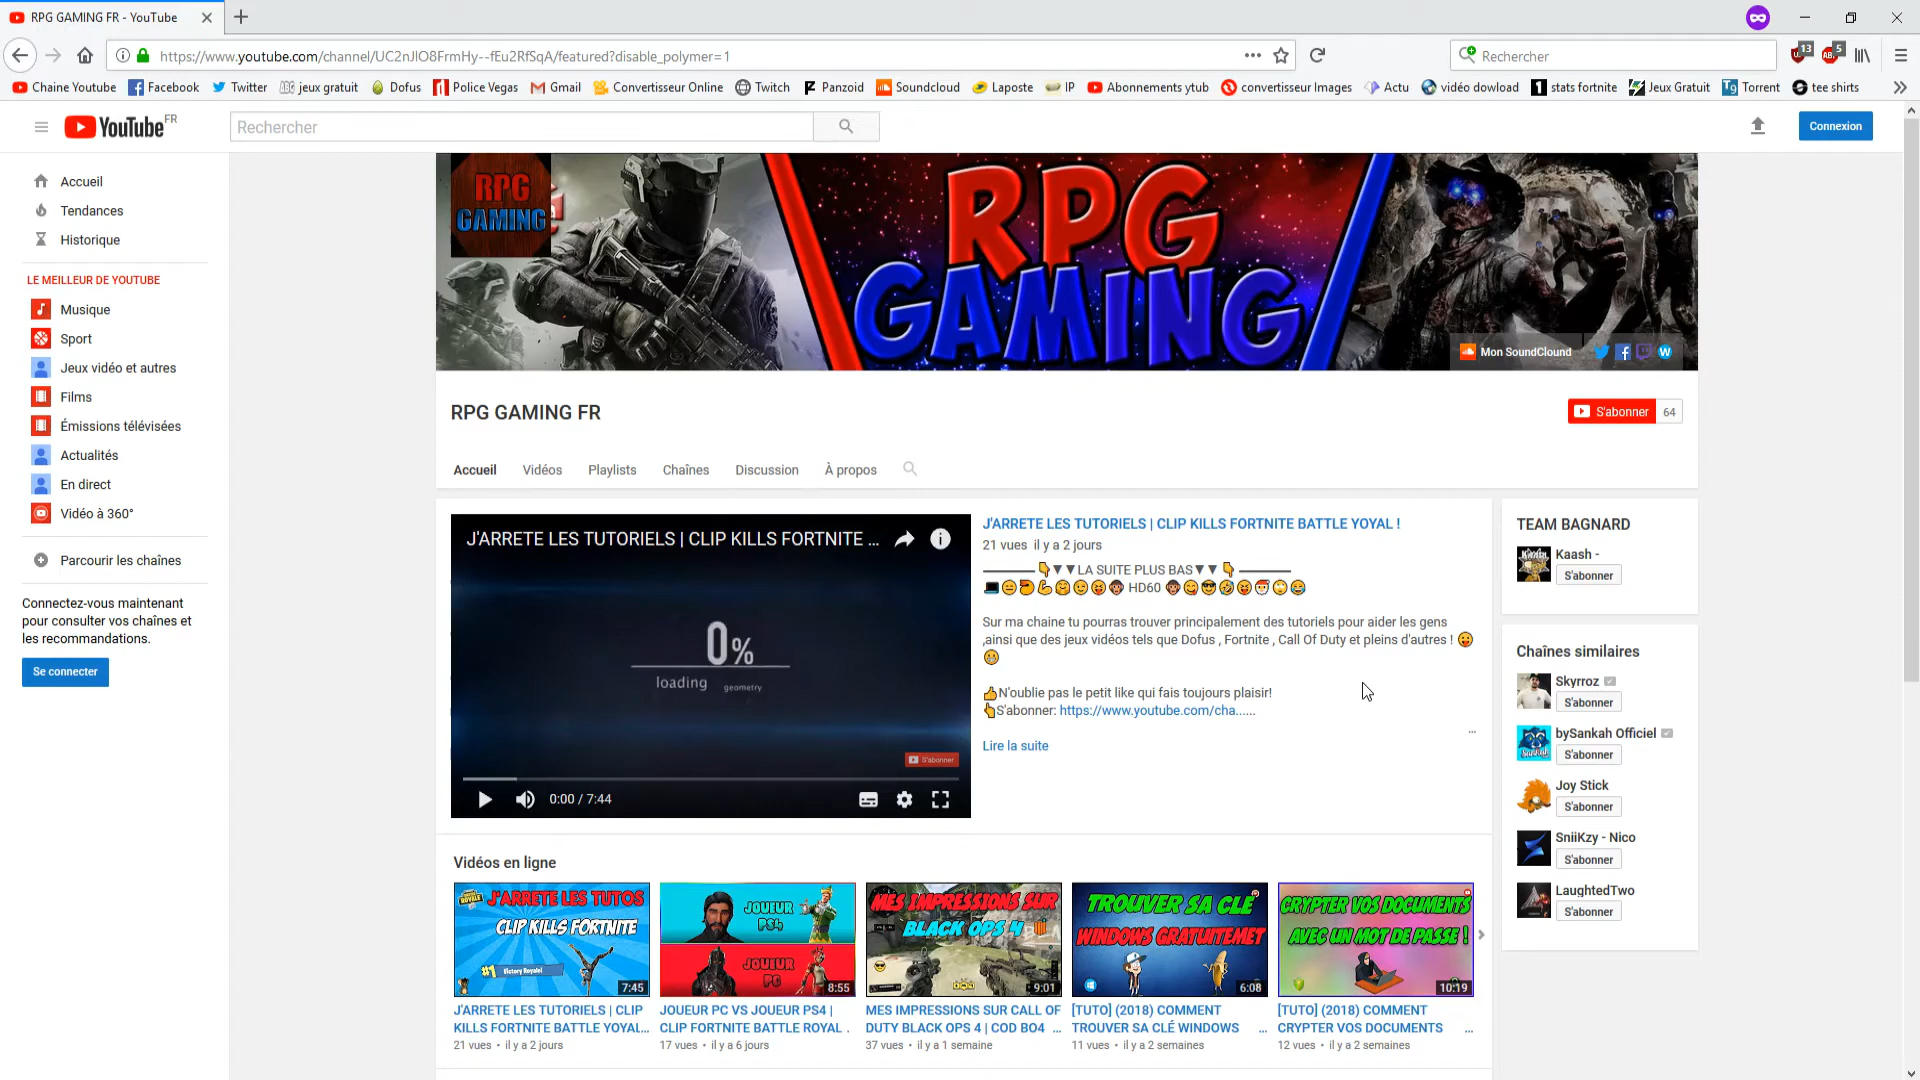 RPG GAMING FR - YouTube
https://www.youtube.com/channel/UC2nJlO8FrmHy--fEu2RfSqA/featured?disable_polymer=1
Rechercher
13
5
Chaine Youtube Facebook Twitter jeux gratuit Dofus Police Vegas Gmail Convertisseur Online Twitch Panzoid Soundcloud Laposte IP Abonnements ytub convertisseur Images Actu vidéo dowload stats fortnite Jeux Gratuit Torrent tee shirts
YouTube FR
Rechercher
Connexion
Accueil
Tendances
Historique
LE MEILLEUR DE YOUTUBE
Musique
Sport
Jeux vidéo et autres
Films
Émissions télévisées
Actualités
En direct
Vidéo à 360°
Parcourir les chaînes
Connectez-vous maintenant
pour consulter vos chaînes et
les recommandations.
Se connecter
RPG
GAMING
RPG
GAMING
Mon SoundClound
RPG GAMING FR
S'abonner 64
Accueil Vidéos Playlists Chaînes Discussion À propos
J'ARRETE LES TUTORIELS | CLIP KILLS FORTNITE ...
0%
loading geometry
S'abonner
0:00 / 7:44
J'ARRETE LES TUTORIELS | CLIP KILLS FORTNITE BATTLE YOYAL !
21 vues il y a 2 jours
———— 👇▼▼LA SUITE PLUS BAS▼▼ 👇 ————
HD60
Sur ma chaine tu pourras trouver principalement des tutoriels pour aider les gens
,ainsi que des jeux vidéos tels que Dofus , Fortnite , Call Of Duty et pleins d'autres ! 😛
😁
👍N'oublie pas le petit like qui fais toujours plaisir!
👆S'abonner: https://www.youtube.com/cha......
...
Lire la suite
TEAM BAGNARD
Kaash -
S'abonner
Chaînes similaires
Skyrroz
S'abonner
bySankah Officiel
S'abonner
Joy Stick
S'abonner
SniiKzy - Nico
S'abonner
LaughtedTwo
S'abonner
Vidéos en ligne
J'ARRETE LES TUTOS
CLIP KILLS FORTNITE
#1 Victory Royale!
7:45
J'ARRETE LES TUTORIELS | CLIP
KILLS FORTNITE BATTLE YOYAL...
21 vues • il y a 2 jours
JOUEUR
PS4
JOUEUR
PC
8:55
JOUEUR PC VS JOUEUR PS4 |
CLIP FORTNITE BATTLE ROYAL .
17 vues • il y a 6 jours
MES IMPRESSIONS SUR
BLACK OPS 4
9:01
MES IMPRESSIONS SUR CALL OF
DUTY BLACK OPS 4 | COD BO4 ...
37 vues • il y a 1 semaine
TROUVER SA CLÉ
WINDOWS GRATUITEMET
6:08
[TUTO] (2018) COMMENT
TROUVER SA CLÉ WINDOWS ...
11 vues • il y a 2 semaines
CRYPTER VOS DOCUMENTS
AVEC UN MOT DE PASSE !
10:19
[TUTO] (2018) COMMENT
CRYPTER VOS DOCUMENTS ...
12 vues • il y a 2 semaines